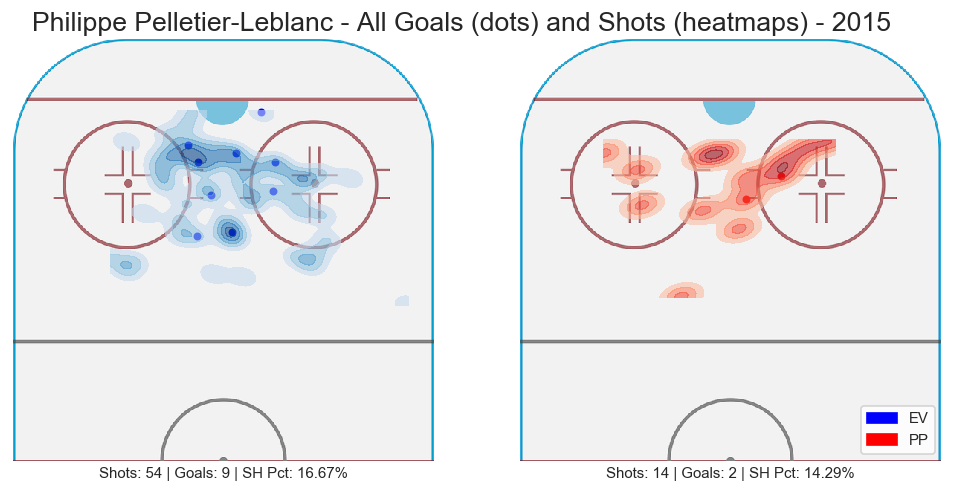 Philippe Pelletier-Leblanc - All Goals (dots) and Shots (heatmaps) - 2015
EV
PP
Shots: 54 | Goals: 9 | SH Pct: 16.67%
Shots: 14 | Goals: 2 | SH Pct: 14.29%